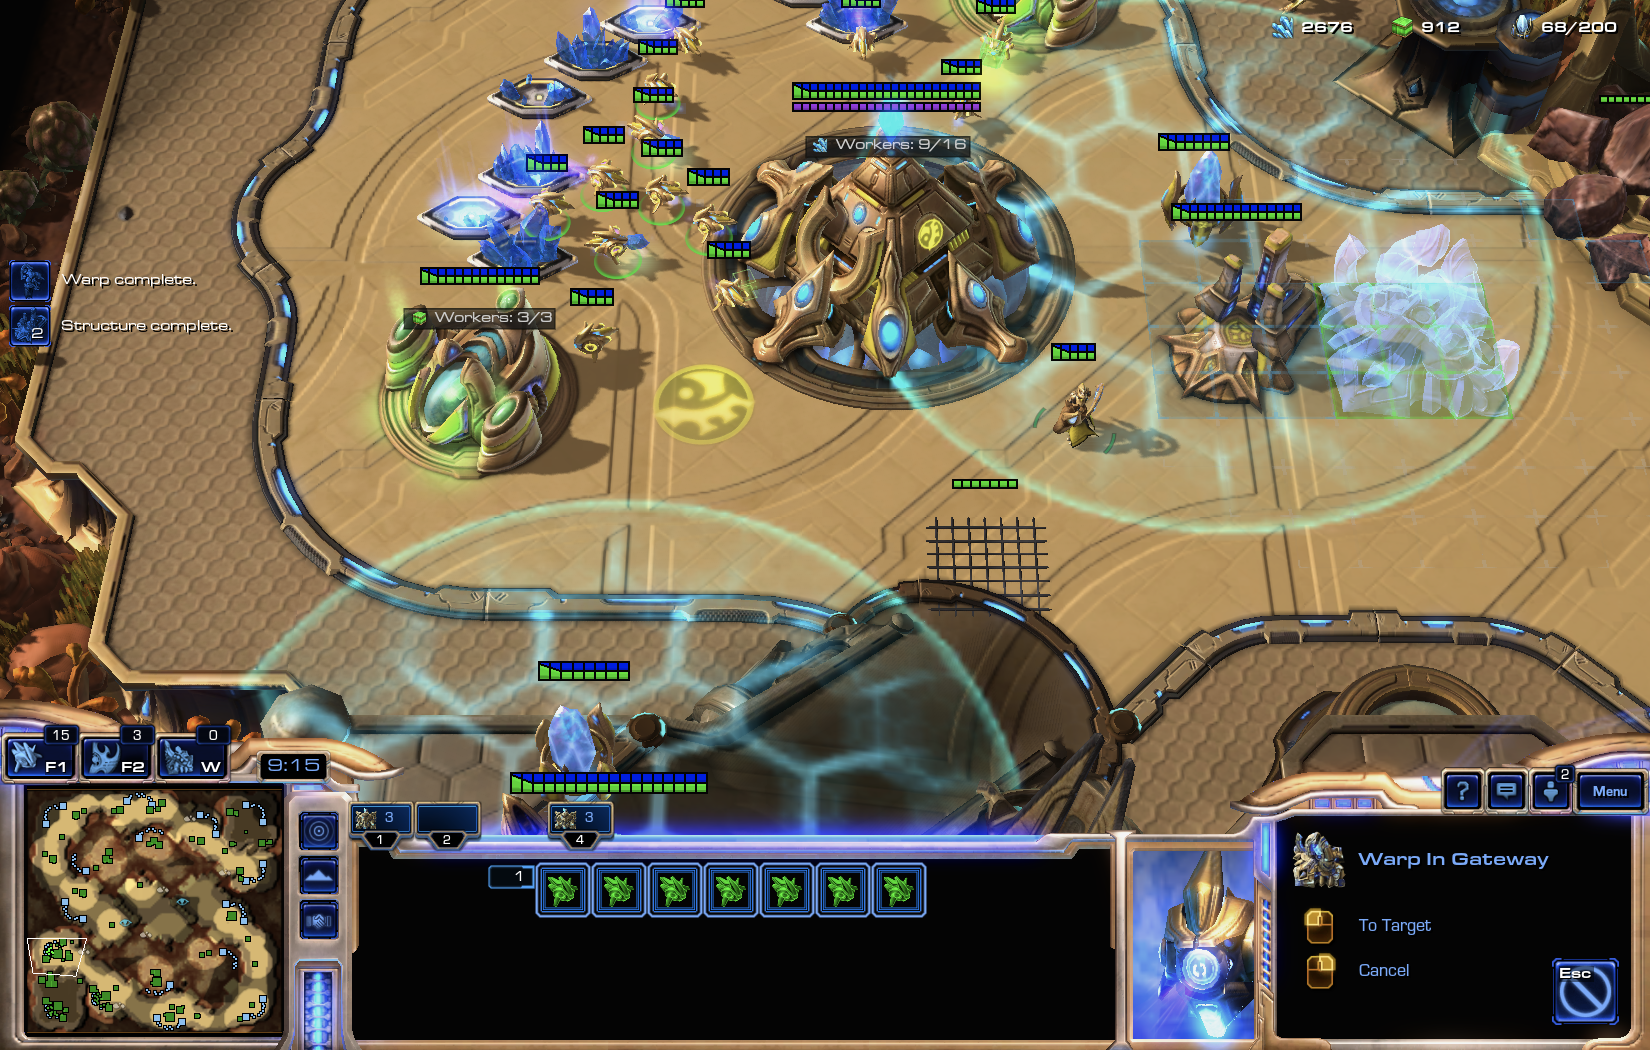 2676 912 68/200
Workers: 9/16
Warp complete.
Workers: 3/3
2 Structure complete.
15 3 0
F1 F2 W
9:15
2
? Menu
3 3
1 2 4
Warp In Gateway
1
To Target
Cancel
Esc